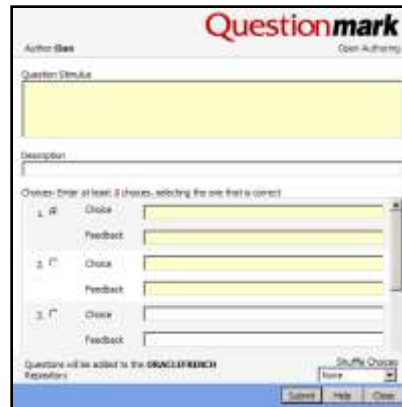 Questionmark
Author: Dan Open Authoring
Question Stimulus
Description
Choices- Enter at least 2 choices, selecting the one that is correct
1. Choice
Feedback
2. Choice
Feedback
3. Choice
Feedback
Questions will be added to the ORACLEFRENCH Shuffle Choices
Repository None
Submit Help Close